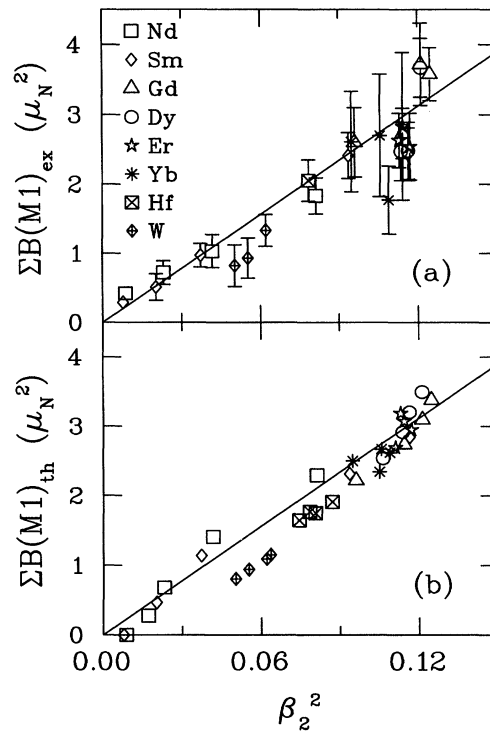 ΣB(M1)ex (μN²)
4
3
2
1
0
Nd
Sm
Gd
Dy
Er
Yb
Hf
W
(a)
ΣB(M1)th (μN²)
4
3
2
1
0
(b)
0.00 0.06 0.12
β₂²